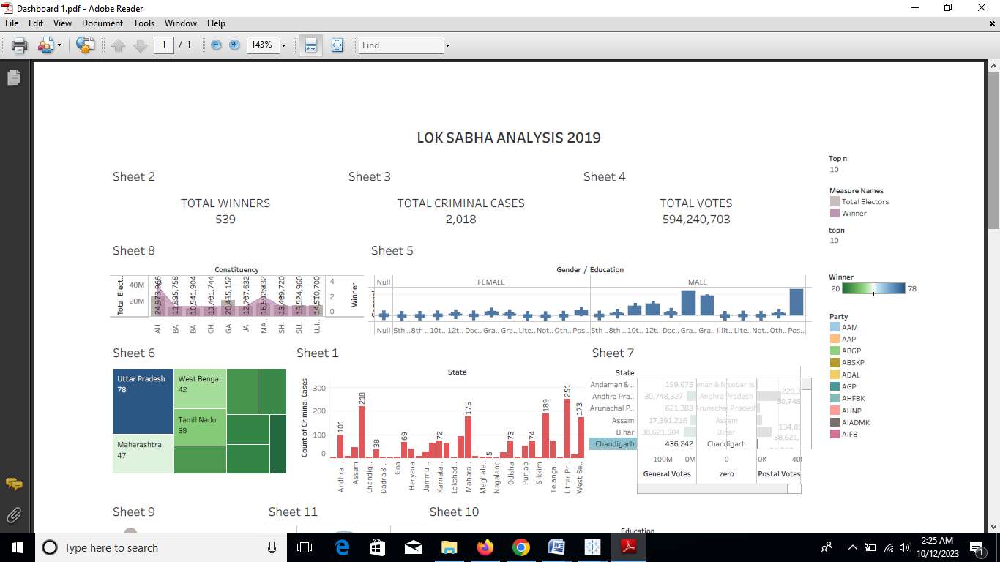 Dashboard 1.pdf - Adobe Reader
File Edit View Document Tools Window Help
1 / 1 143% Find
LOK SABHA ANALYSIS 2019
Top n
10
Sheet 2 Sheet 3 Sheet 4
Measure Names
Total Electors
Winner
TOTAL WINNERS TOTAL CRIMINAL CASES TOTAL VOTES
539 2,018 594,240,703
topn
10
Sheet 8
Constituency
Total Elect..
40M
20M
24,973,966 11,895,758 10,541,904 11,401,744 20,455,152 12,207,632 16,592,832 13,489,720 13,524,960 14,510,700
4
2
0
Winner
AU.. BA.. BA.. CH.. GA.. JA.. MA.. SH.. SU.. UJI..
Sheet 5
Gender / Education
Null FEMALE MALE
Null 5th .. 8th .. 10t.. 12t.. Doc.. Gra.. Gra.. Lite.. Not.. Oth.. Pos.. 5th .. 8th .. 10t.. 12t.. Doc.. Gra.. Gra.. Illit.. Lite.. Not.. Oth.. Pos..
Winner
20 78
Party
AAM
AAP
ABGP
ABSKP
ADAL
AGP
AHFBK
AHNP
AIADMK
AIFB
Sheet 6
Uttar Pradesh
78
West Bengal
42
Tamil Nadu
38
Maharashtra
47
Sheet 1
State
Count of Criminal Cases
300
200
100
0
101 218 38 69 72 175 5 73 74 189 251 173
Andhra .. Assam Chandig.. Dadra & .. Goa Haryana Jammu .. Karnata.. Lakshad.. Mahara.. Meghala.. Nagaland Odisha Punjab Sikkim Telanga.. Uttar Pr.. West Be..
Sheet 7
State
Andaman & .. 199,675 man & Nicobar Isl
Andhra Pra.. 30,748,327 Andhra Pradesh 220,3
30,748,
Arunachal P.. 621,383 Arunachal Pradesh
Assam 17,391,216 Assam
134,09
Bihar 38,621,504 Bihar 38,621,
Chandigarh 436,242 Chandigarh
100M 0M 0 0K 40
General Votes zero Postal Votes
Sheet 9 Sheet 11 Sheet 10
Education
Type here to search
2:25 AM
10/12/2023
1